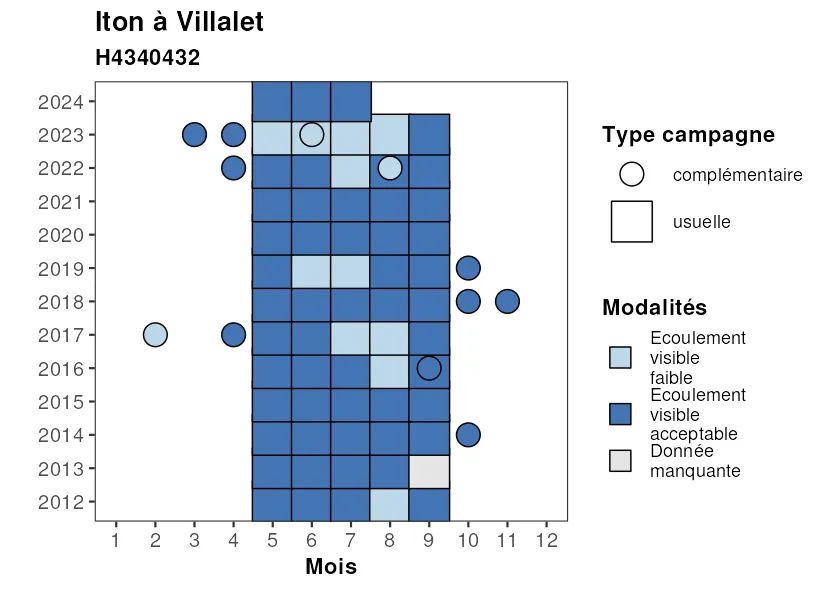 Iton à Villalet
H4340432
2024
2023
2022
2021
2020
2019
2018
2017
2016
2015
2014
2013
2012
1 2 3 4 5 6 7 8 9 10 11 12
Mois
Type campagne
complémentaire
usuelle
Modalités
Ecoulement
visible
faible
Ecoulement
visible
acceptable
Donnée
manquante